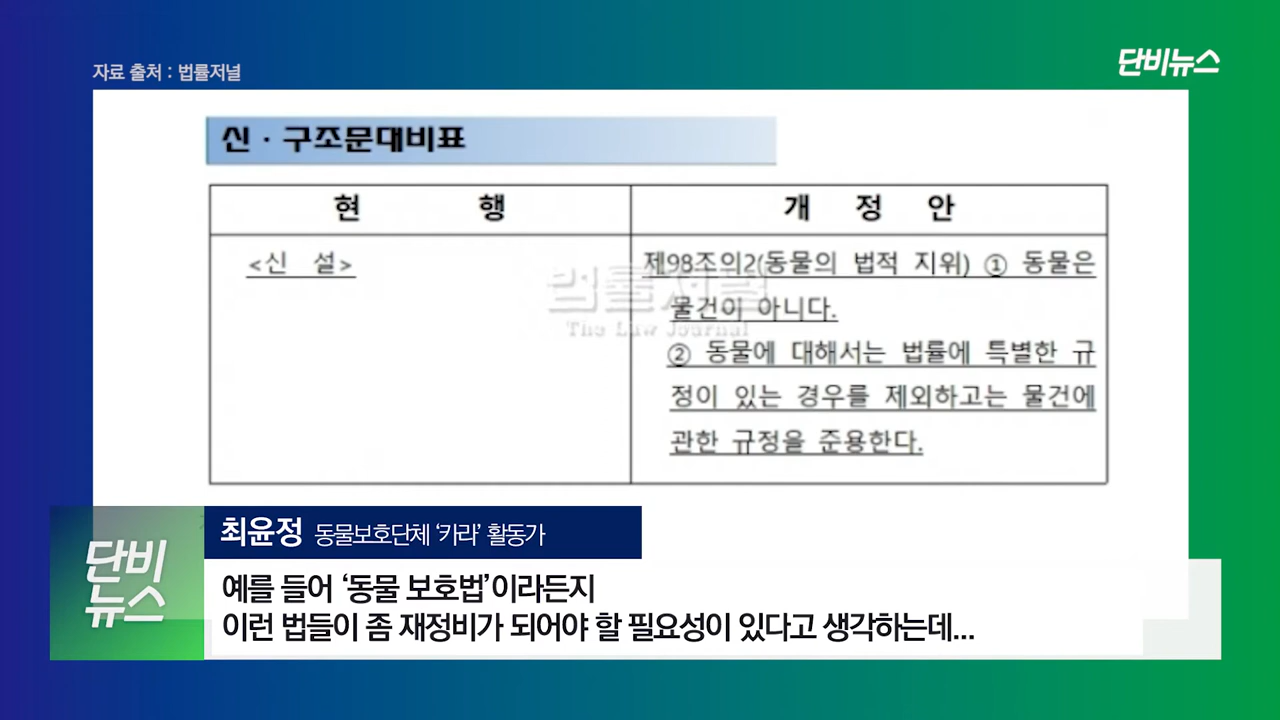 자료 출처 : 법률저널
단비뉴스
신·구조문대비표
현 행
개 정 안
<신 설>
제98조의2(동물의 법적 지위) ① 동물은
물건이 아니다.
② 동물에 대해서는 법률에 특별한 규
정이 있는 경우를 제외하고는 물건에
관한 규정을 준용한다.
법률저널
The Law Journal
단비
뉴스
최윤정 동물보호단체 ‘카라’ 활동가
예를 들어 ‘동물 보호법’이라든지
이런 법들이 좀 재정비가 되어야 할 필요성이 있다고 생각하는데...